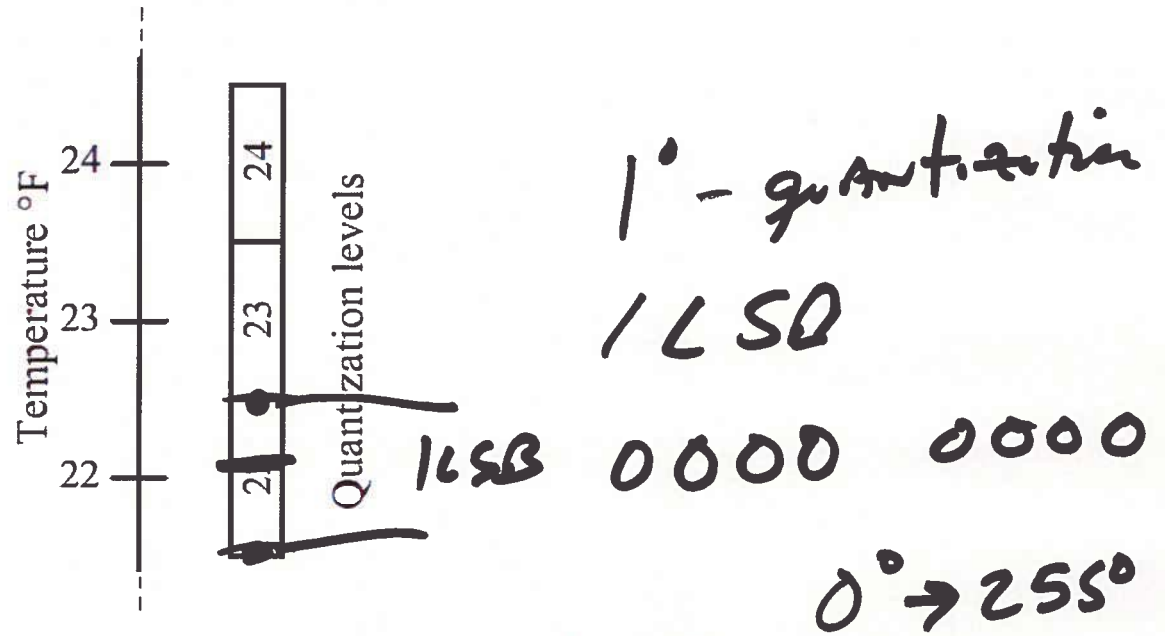 Temperature °F
24
23
22
24
23
2
Quantization levels
1° - quantization
1 LSB
1LSB
0000 0000
0° → 255°